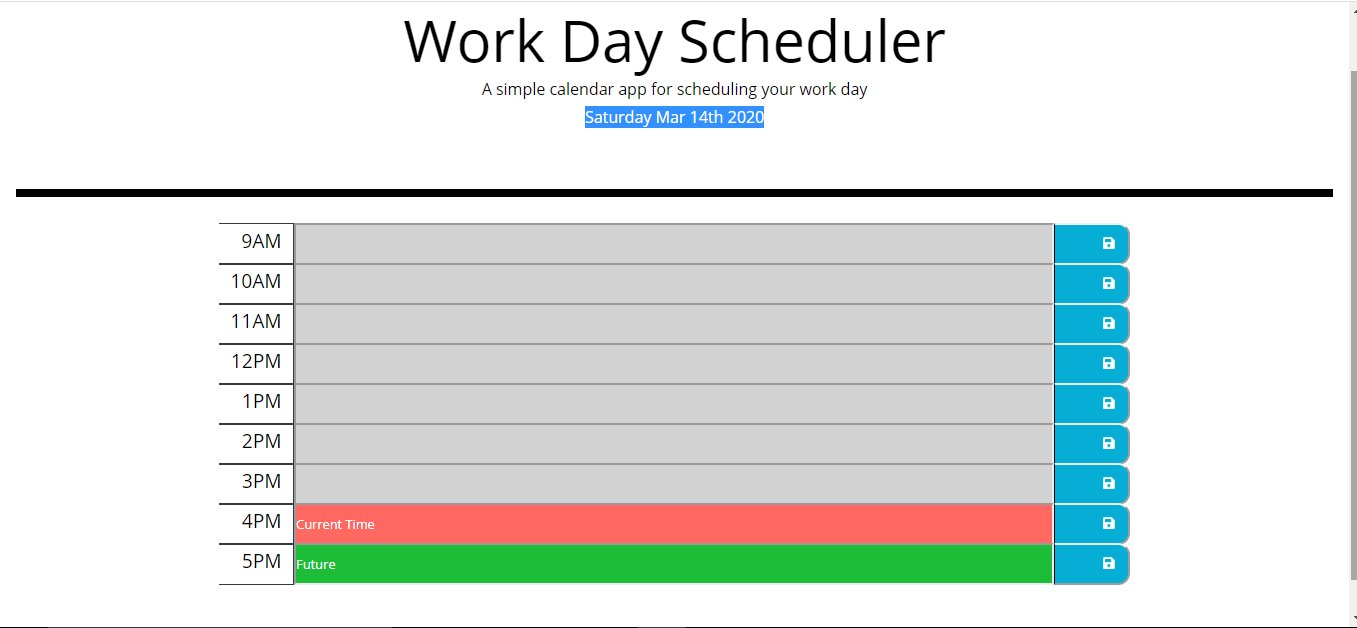 Work Day Scheduler
A simple calendar app for scheduling your work day
Saturday Mar 14th 2020
9AM
10AM
11AM
12PM
1PM
2PM
3PM
4PM Current Time
5PM Future